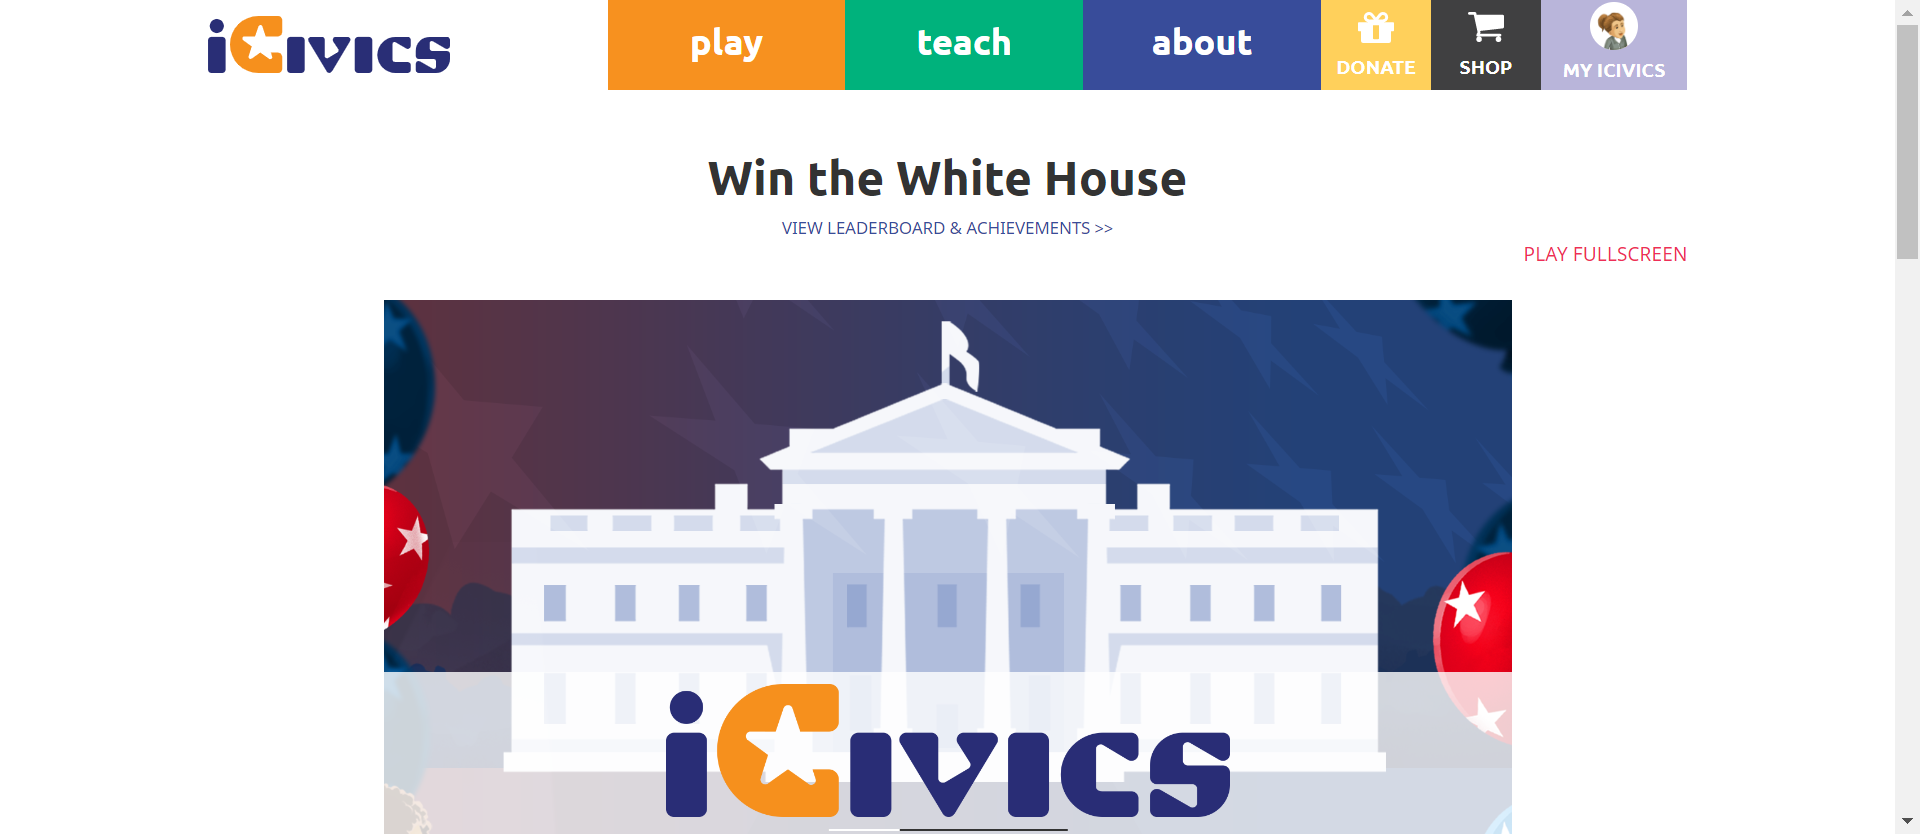 iCivics
play
teach
about
DONATE
SHOP
MY ICIVICS
Win the White House
VIEW LEADERBOARD & ACHIEVEMENTS >>
PLAY FULLSCREEN
iCivics